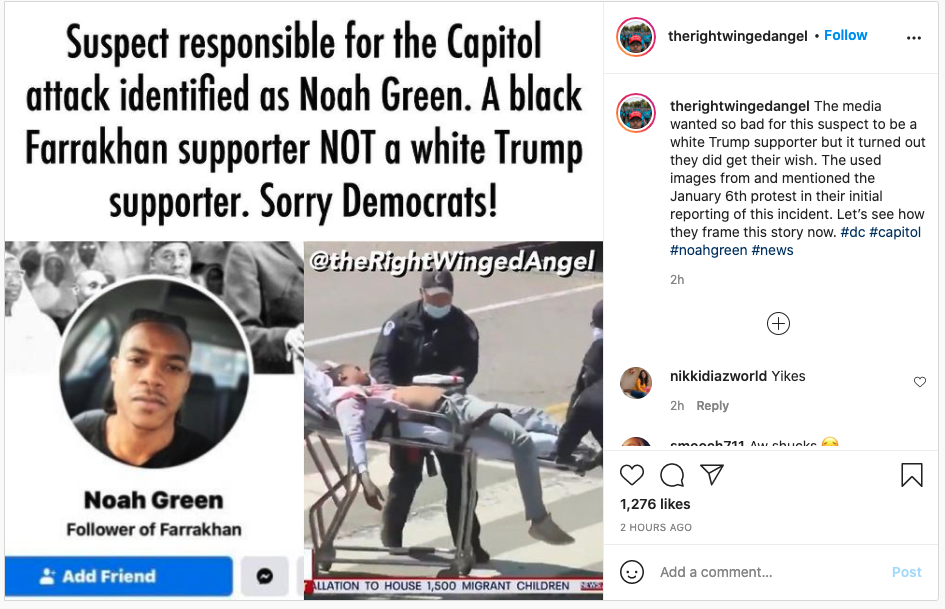 Suspect responsible for the Capitol
attack identified as Noah Green. A black
Farrakhan supporter NOT a white Trump
supporter. Sorry Democrats!
@theRightWingedAngel
Noah Green
Follower of Farrakhan
Add Friend
ALLATION TO HOUSE 1,500 MIGRANT CHILDREN
NEWS
therightwingedangel • Follow
therightwingedangel The media
wanted so bad for this suspect to be a
white Trump supporter but it turned out
they did get their wish. The used
images from and mentioned the
January 6th protest in their initial
reporting of this incident. Let’s see how
they frame this story now. #dc #capitol
#noahgreen #news
2h
nikkidiazworld Yikes
2h Reply
smooch711 Aw shucks 😞
1,276 likes
2 HOURS AGO
Add a comment...
Post